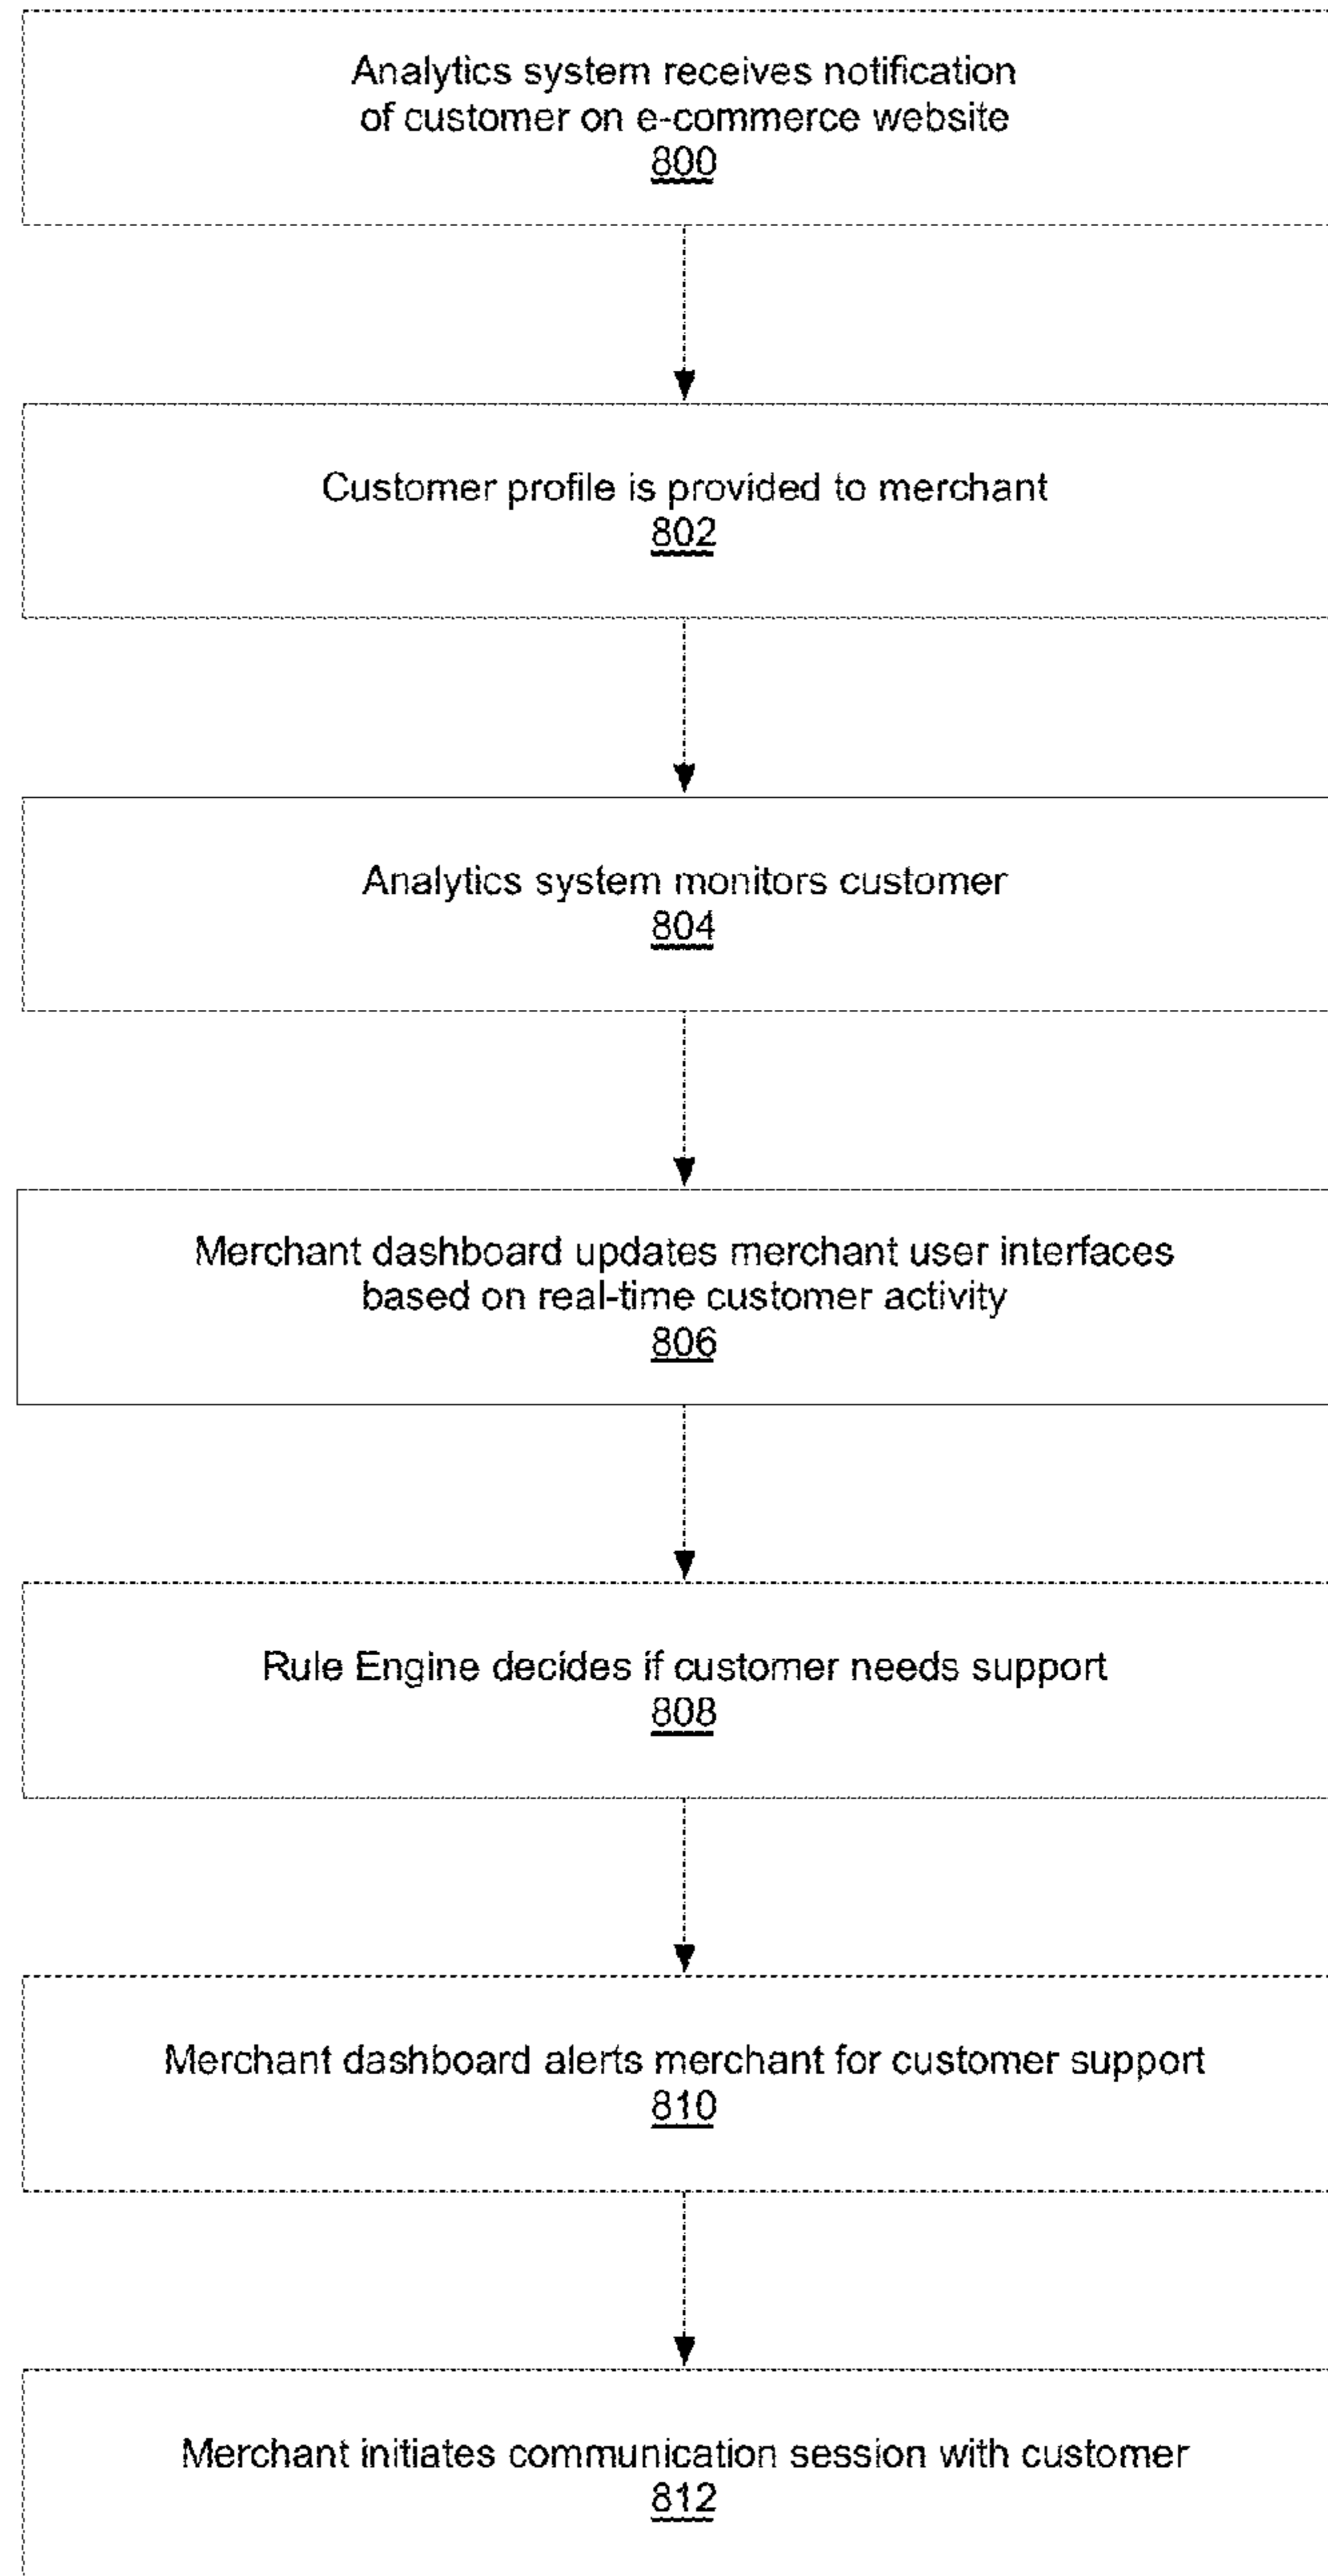 Analytics system receives notification
of customer on e-commerce website
800
Customer profile is provided to merchant
802
Analytics system monitors customer
804
Merchant dashboard updates merchant user interfaces
based on real-time customer activity
806
Rule Engine decides if customer needs support
808
Merchant dashboard alerts merchant for customer support
810
Merchant initiates communication session with customer
812